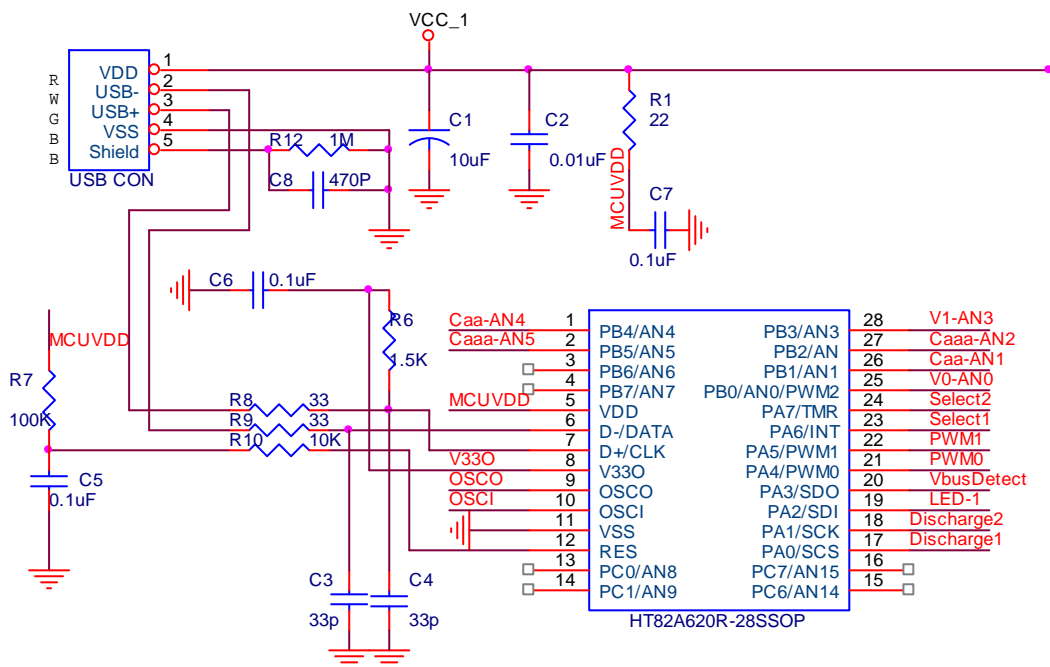 VCC_1
R
W
G
B
B
VDD 1
USB- 2
USB+ 3
VSS 4
Shield 5
USB CON
R12 1M
C8 470P
C1
10uF
C2
0.01uF
R1
22
MCUVDD
C7
0.1uF
C6 0.1uF
R6
1.5K
MCUVDD
R7
100K
R8 33
R9 33
R10 10K
C5
0.1uF
C3
33p
C4
33p
Caa-AN4 1 PB4/AN4 PB3/AN3 28 V1-AN3
Caaa-AN5 2 PB5/AN5 PB2/AN 27 Caaa-AN2
3 PB6/AN6 PB1/AN1 26 Caa-AN1
4 PB7/AN7 PB0/AN0/PWM2 25 V0-AN0
MCUVDD 5 VDD PA7/TMR 24 Select2
6 D-/DATA PA6/INT 23 Select1
7 D+/CLK PA5/PWM1 22 PWM1
V33O 8 V33O PA4/PWM0 21 PWM0
OSCO 9 OSCO PA3/SDO 20 VbusDetect
OSCI 10 OSCI PA2/SDI 19 LED-1
11 VSS PA1/SCK 18 Discharge2
12 RES PA0/SCS 17 Discharge1
13 PC0/AN8 PC7/AN15 16
14 PC1/AN9 PC6/AN14 15
HT82A620R-28SSOP